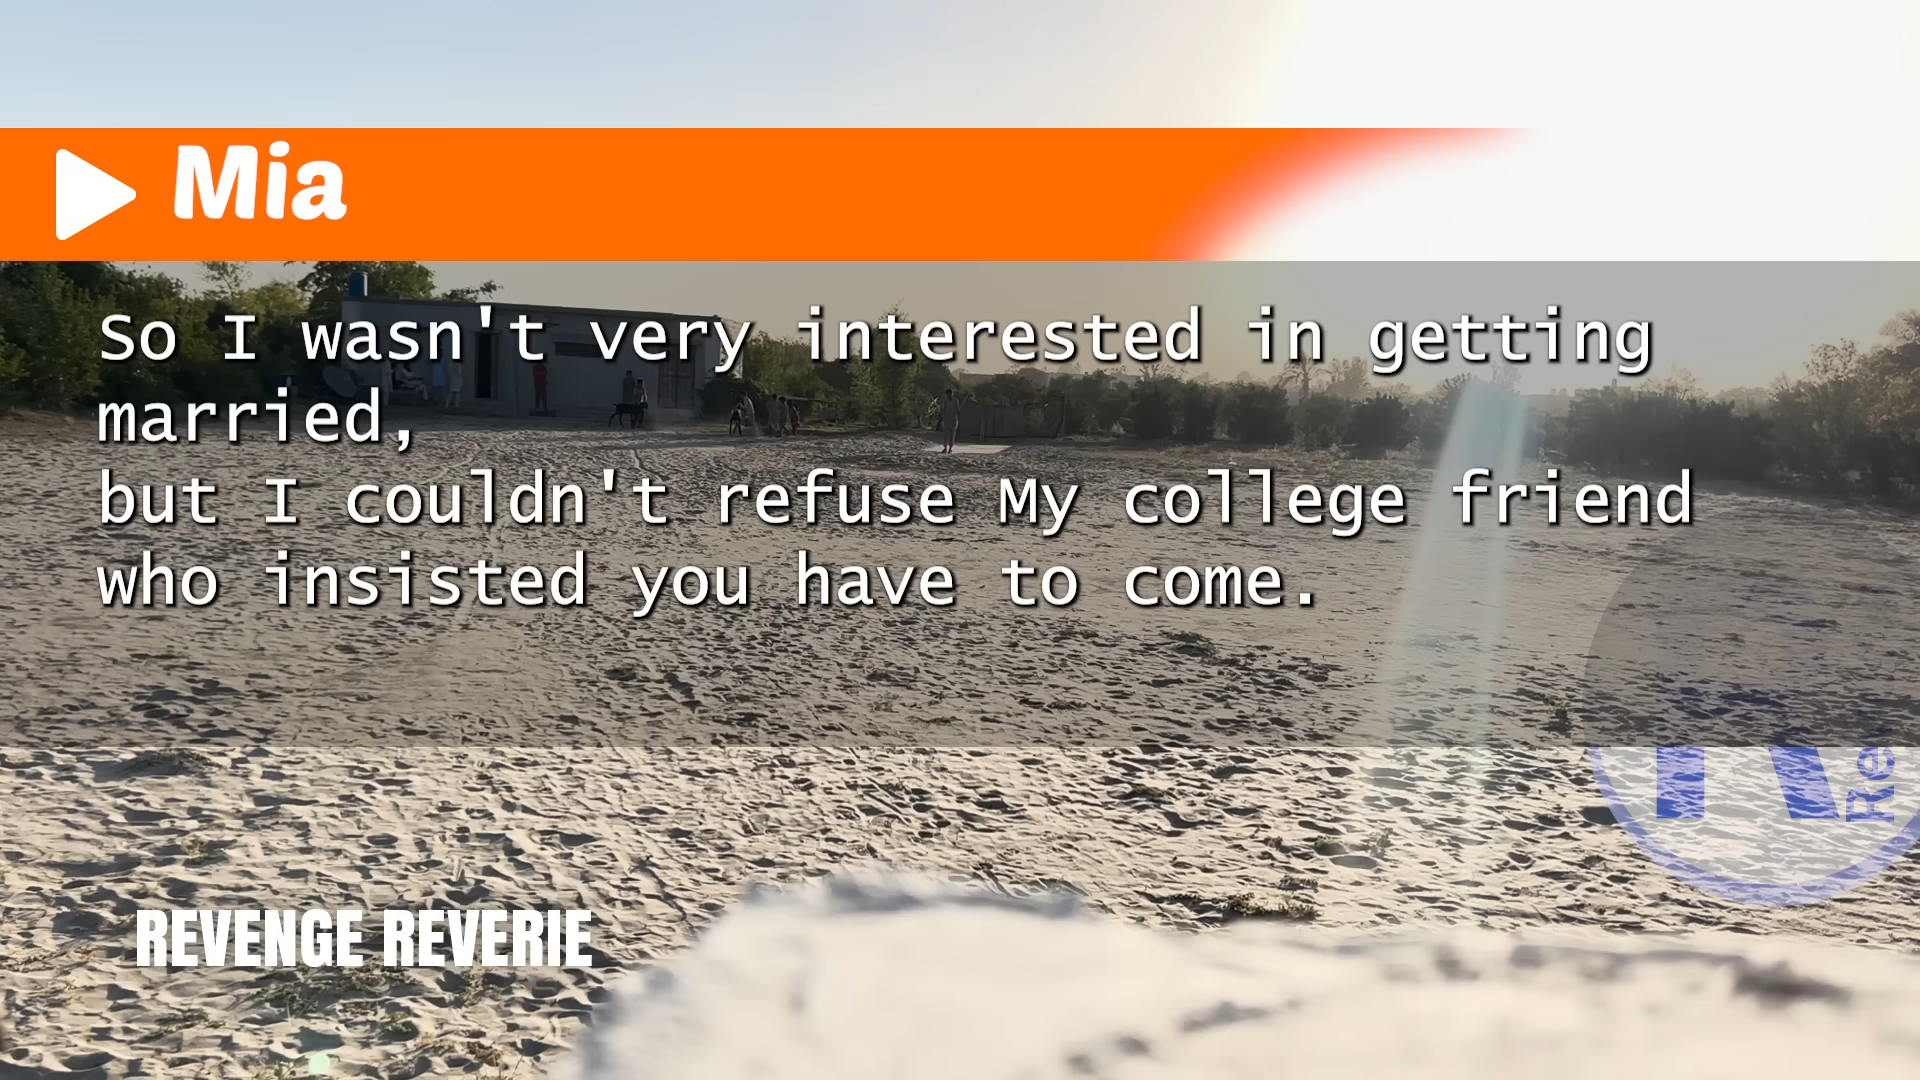 Mia
So I wasn't very interested in getting
married,
but I couldn't refuse My college friend
who insisted you have to come.
Re
REVENGE REVERIE